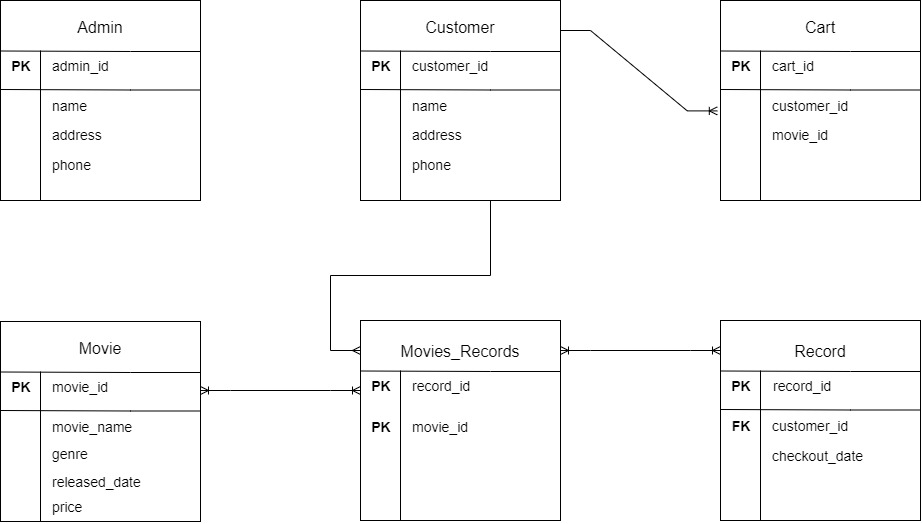 Admin
PK admin_id
name
address
phone
Customer
PK customer_id
name
address
phone
Cart
PK cart_id
customer_id
movie_id
Movie
PK movie_id
movie_name
genre
released_date
price
Movies_Records
PK record_id
PK movie_id
Record
PK record_id
FK customer_id
checkout_date